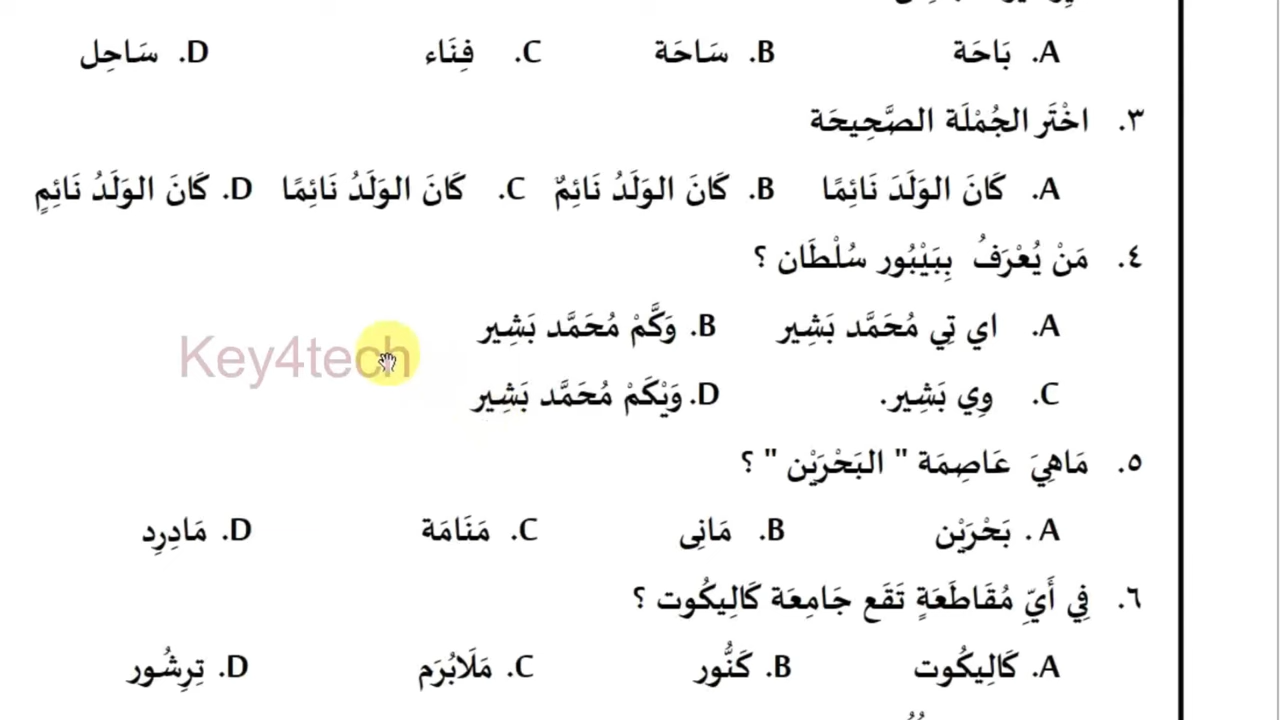 A. بَاحَة B. سَاحَة C. فِنَاء D. سَاحِل
٣. اخْتَر الجُمْلَة الصَّحِيحَة
A. كَانَ الوَلَدَ نَائِمًا B. كَانَ الوَلَدُ نَائِمٌ C. كَانَ الوَلَدُ نَائِمًا D. كَانَ الوَلَدُ نَائِمٍ
٤. مَنْ يُعْرَفُ بِبَيْبُور سُلْطَان ؟
A. اي تِي مُحَمَّد بَشِير B. وَكَّمْ مُحَمَّد بَشِير
Key4tech
C. وِي بَشِير. D. وَيْكَمْ مُحَمَّد بَشِير
٥. مَاهِيَ عَاصِمَة " البَحْرَيْن " ؟
A . بَحْرَيْن B. مَانِى C. مَنَامَة D. مَادرِد
٦. فِي أَيِّ مُقَاطَعَةٍ تَقَع جَامِعَة كَالِيكُوت ؟
A. كَالِيكُوت B. كَنُّور C. مَلَابُرَم D. تِرِشُور